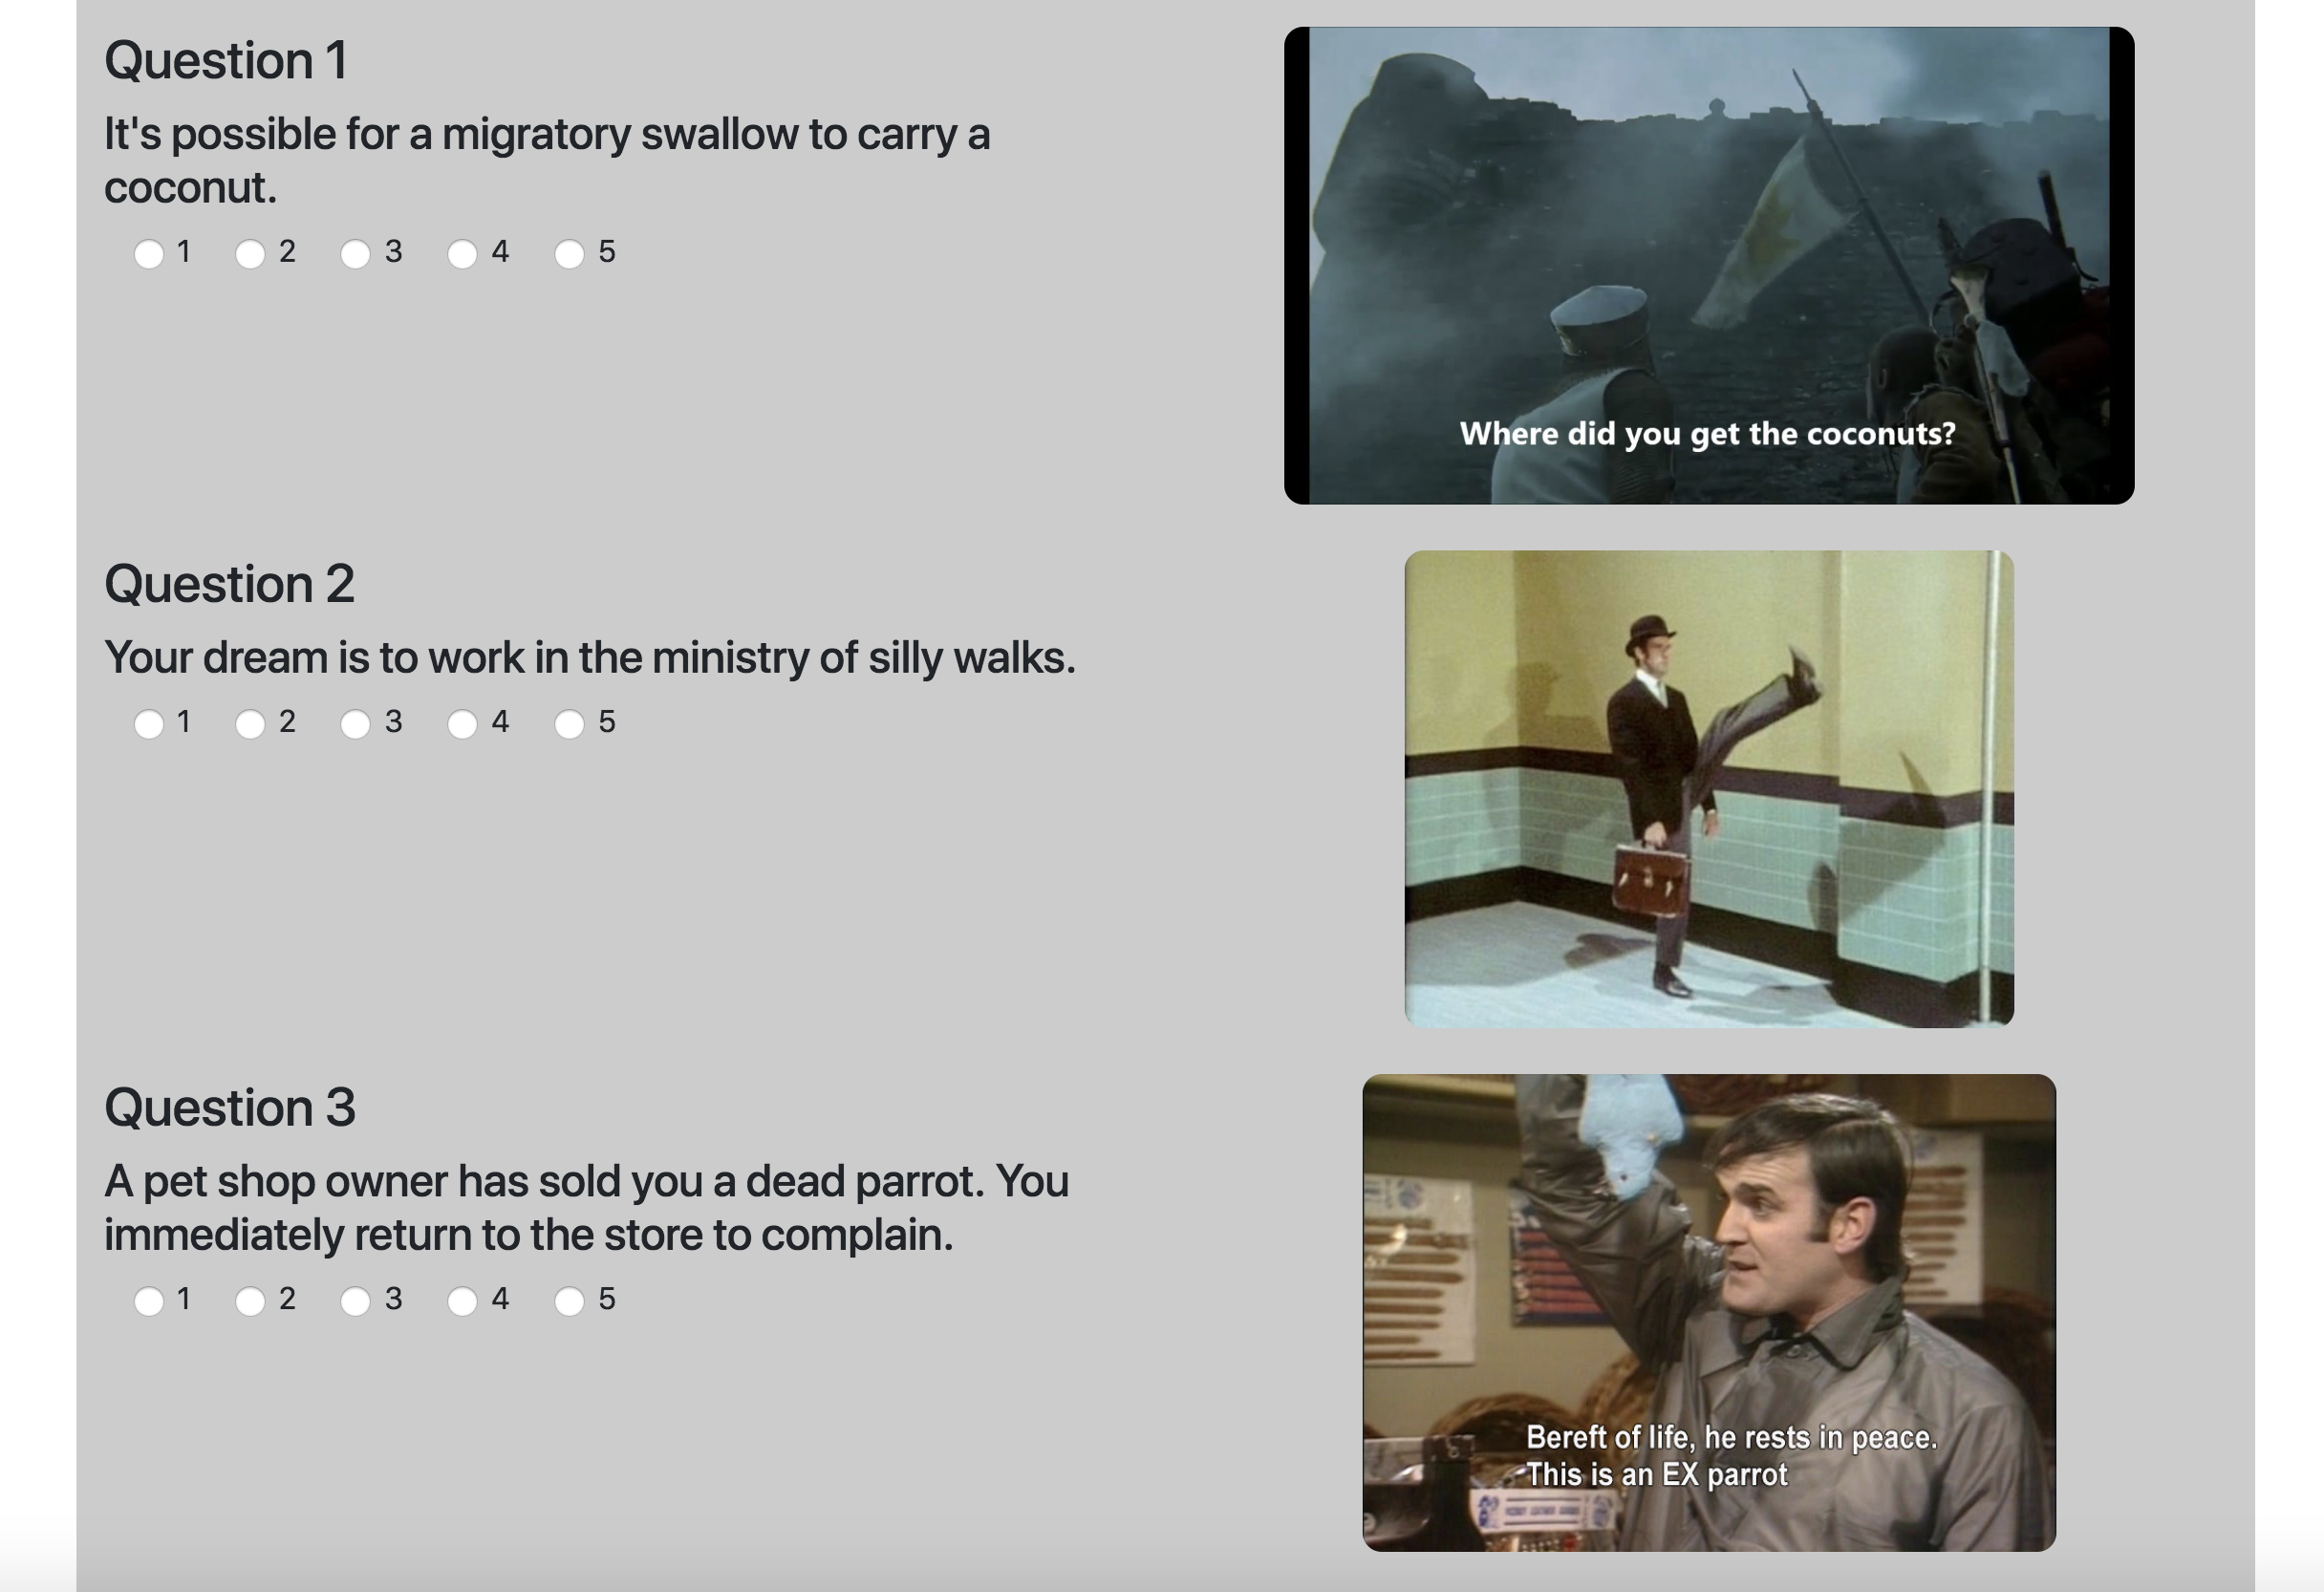 Question 1
It's possible for a migratory swallow to carry a
coconut.
1 2 3 4 5
Where did you get the coconuts?
Question 2
Your dream is to work in the ministry of silly walks.
1 2 3 4 5
Question 3
A pet shop owner has sold you a dead parrot. You
immediately return to the store to complain.
1 2 3 4 5
Bereft of life, he rests in peace.
This is an EX parrot